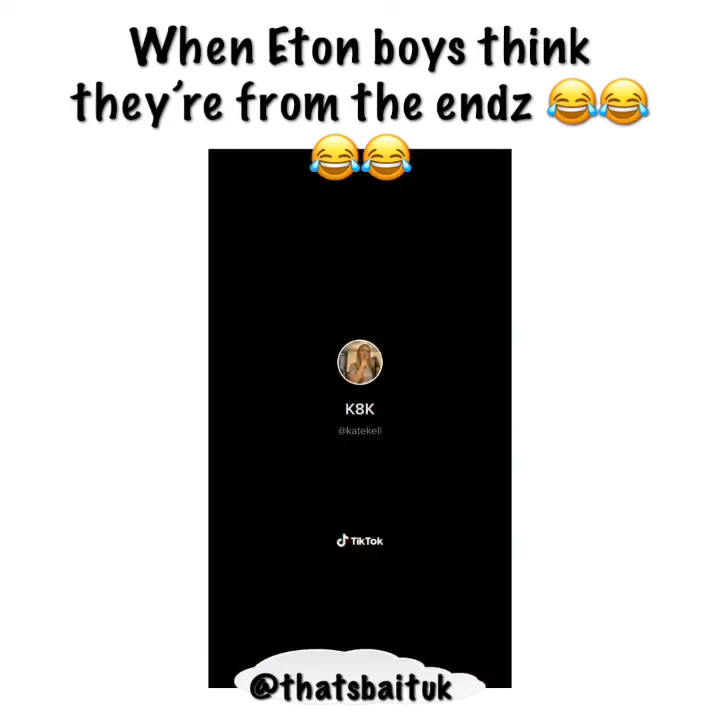 When Eton boys think
they’re from the endz 😂😂
😂😂
K8K
@katekell
TikTok
@thatsbaituk